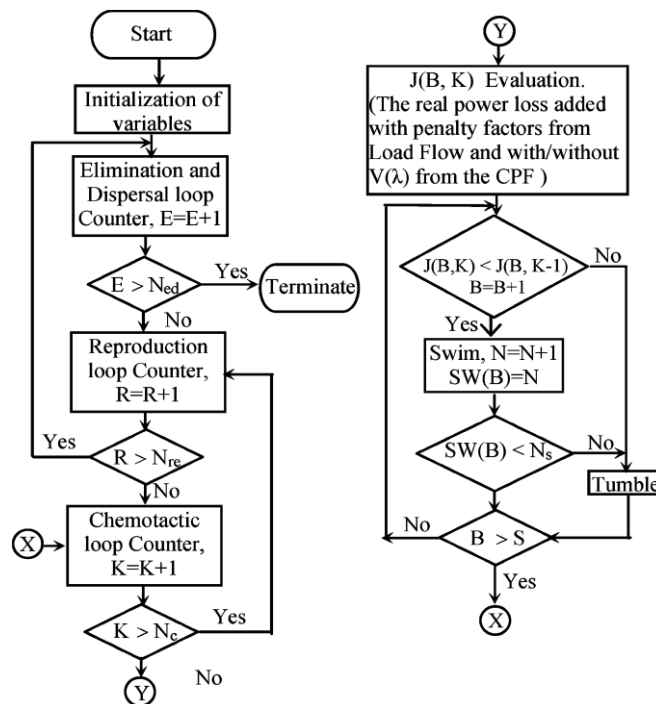 Start
Initialization of
variables
Elimination and
Dispersal loop
Counter, E=E+1
E > Ned
Yes
Terminate
No
Reproduction
loop Counter,
R=R+1
Yes
R > Nre
No
X
Chemotactic
loop Counter,
K=K+1
K > Nc
Yes
No
Y
Y
J(B, K) Evaluation.
(The real power loss added
with penalty factors from
Load Flow and with/without
V(λ) from the CPF )
J(B,K) < J(B, K-1)
B=B+1
No
Yes
Swim, N=N+1
SW(B)=N
SW(B) < Ns
No
Tumble
B > S
No
Yes
X